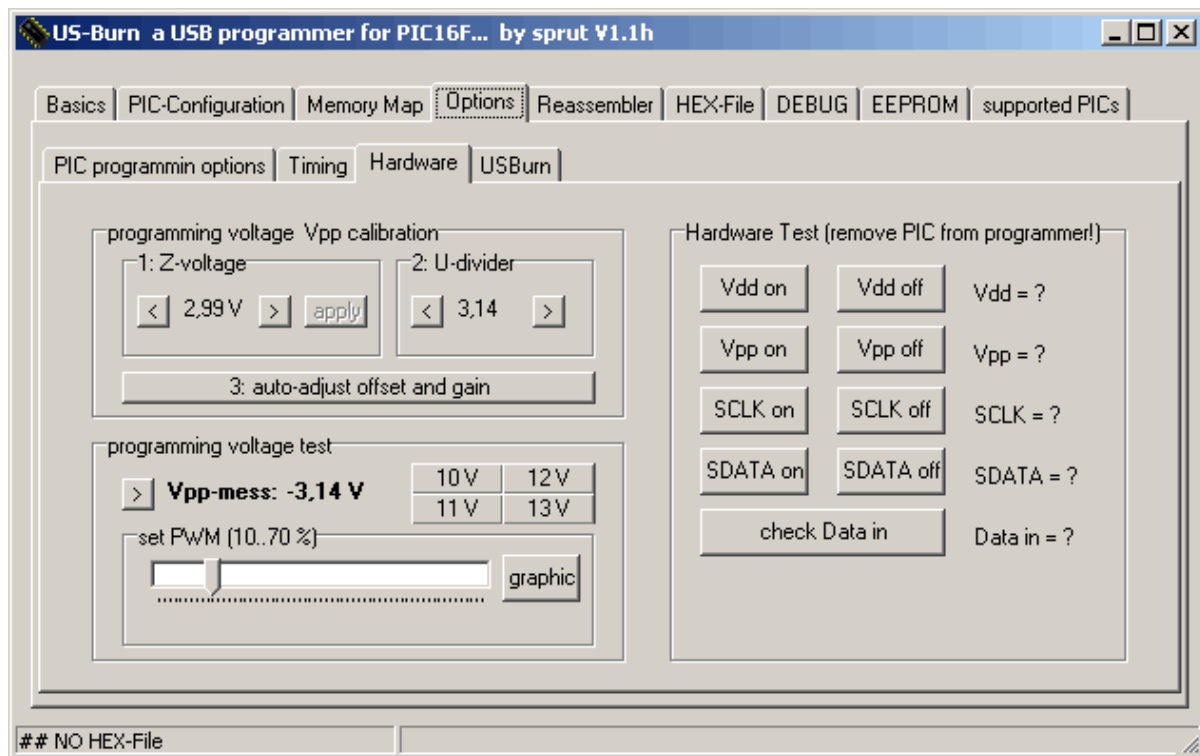 US-Burn a USB programmer for PIC16F... by sprut V1.1h
Basics PIC-Configuration Memory Map Options Reassembler HEX-File DEBUG EEPROM supported PICs
PIC programmin options Timing Hardware USBurn
programming voltage Vpp calibration
1: Z-voltage
< 2,99 V > apply
2: U-divider
< 3,14 >
3: auto-adjust offset and gain
programming voltage test
> Vpp-mess: -3,14 V
10 V 12 V
11 V 13 V
set PWM (10..70 %)
graphic
Hardware Test (remove PIC from programmer!)
Vdd on Vdd off Vdd = ?
Vpp on Vpp off Vpp = ?
SCLK on SCLK off SCLK = ?
SDATA on SDATA off SDATA = ?
check Data in Data in = ?
## NO HEX-File